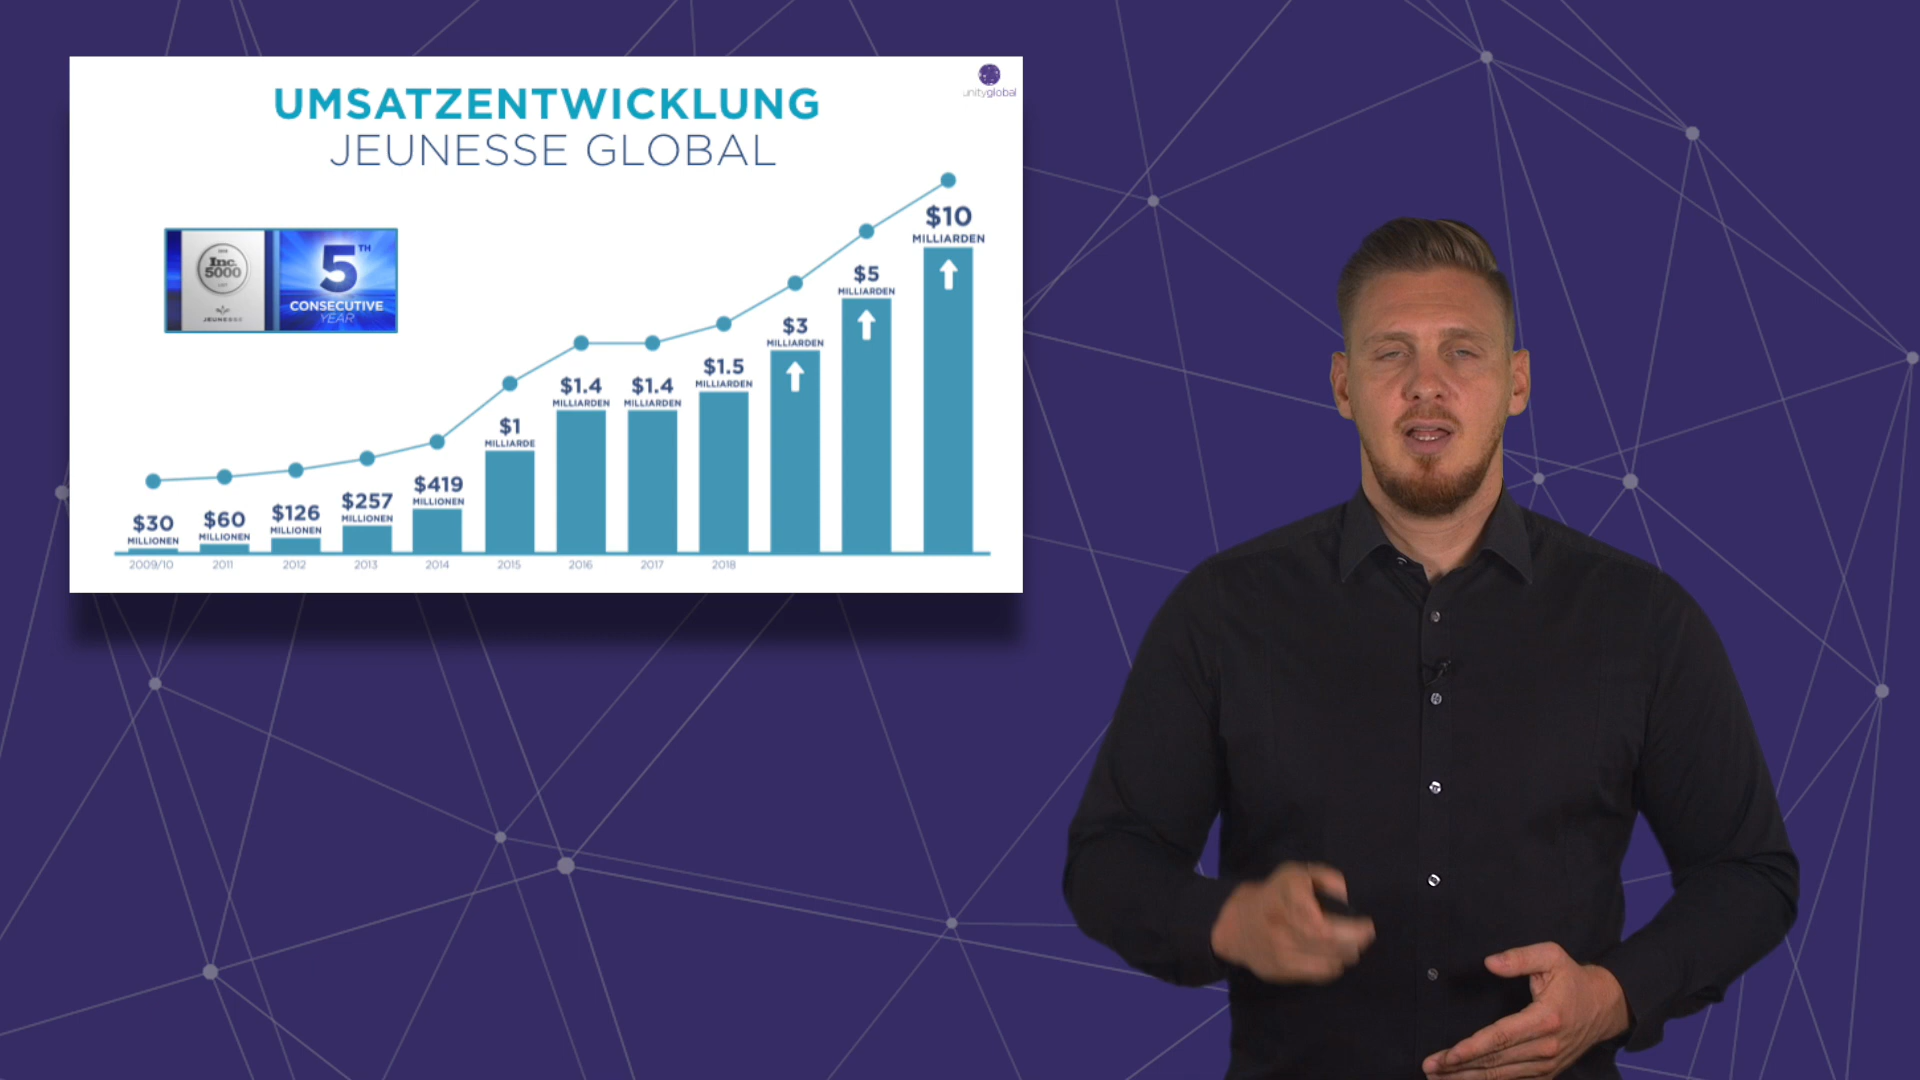 UMSATZENTWICKLUNG
JEUNESSE GLOBAL
unityglobal
Inc.
5000
JEUNESSE
5TH
CONSECUTIVE
YEAR
$30
MILLIONEN
$60
MILLIONEN
$126
MILLIONEN
$257
MILLIONEN
$419
MILLIONEN
$1
MILLIARDE
$1.4
MILLIARDEN
$1.4
MILLIARDEN
$1.5
MILLIARDEN
$3
MILLIARDEN
$5
MILLIARDEN
$10
MILLIARDEN
2009/10 2011 2012 2013 2014 2015 2016 2017 2018